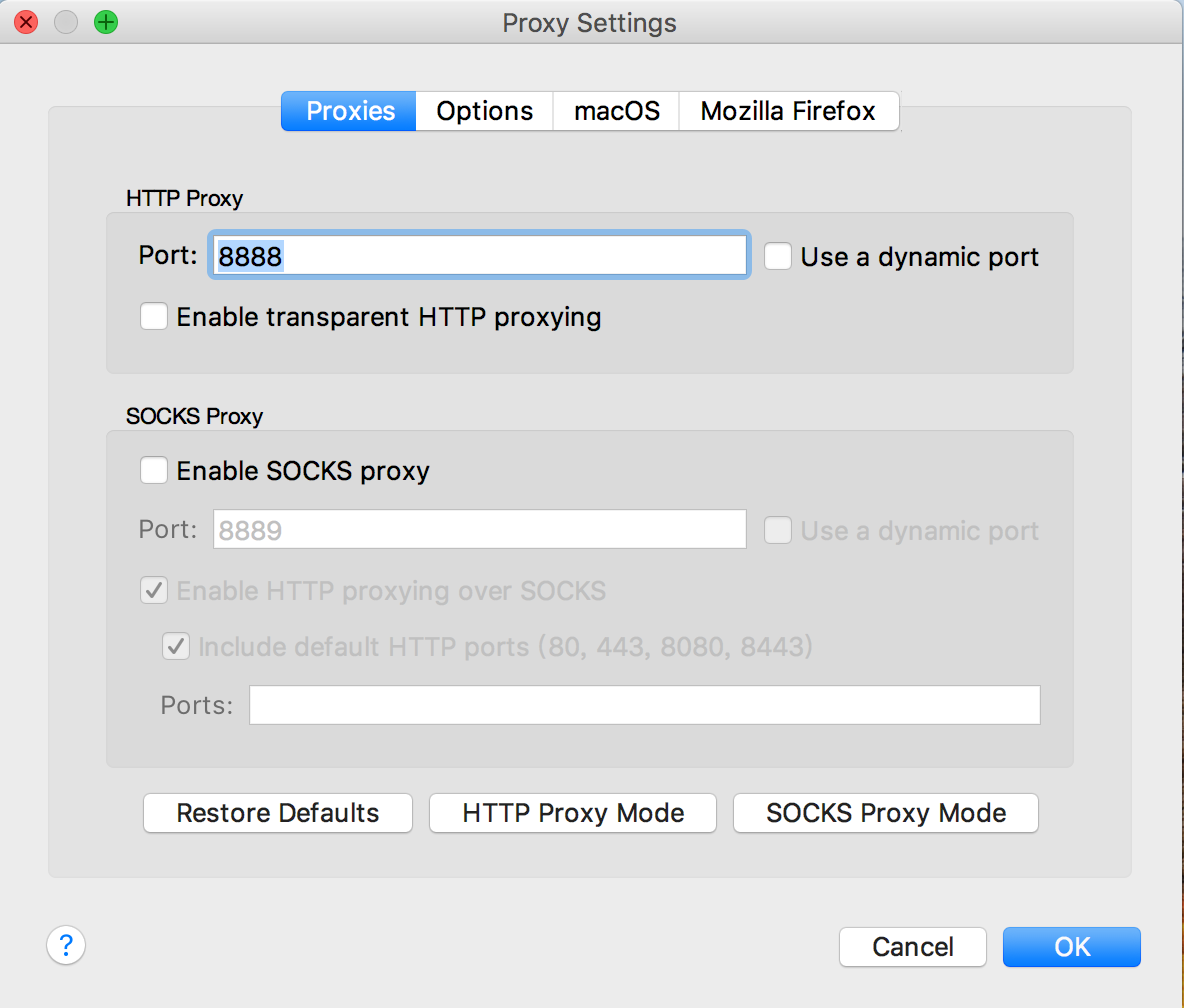 Proxy Settings
Proxies Options macOS Mozilla Firefox
HTTP Proxy
Port: 8888 Use a dynamic port
Enable transparent HTTP proxying
SOCKS Proxy
Enable SOCKS proxy
Port: 8889 Use a dynamic port
Enable HTTP proxying over SOCKS
Include default HTTP ports (80, 443, 8080, 8443)
Ports:
Restore Defaults HTTP Proxy Mode SOCKS Proxy Mode
? Cancel OK